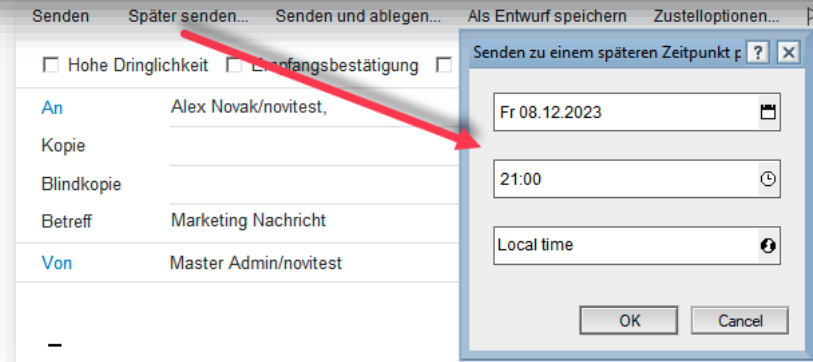 Senden Später senden... Senden und ablegen... Als Entwurf speichern Zustelloptionen...
Hohe Dringlichkeit Empfangsbestätigung
An Alex Novak/novitest,
Kopie
Blindkopie
Betreff Marketing Nachricht
Von Master Admin/novitest
Senden zu einem späteren Zeitpunkt p ?
Fr 08.12.2023
21:00
Local time
OK Cancel